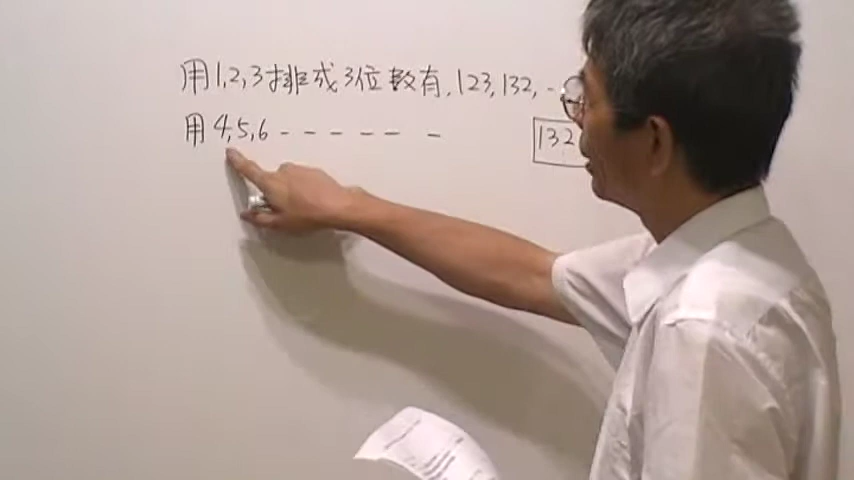 用1,2,3排成3位數有,123,132,-
用4,5,6 - - - - - -
132